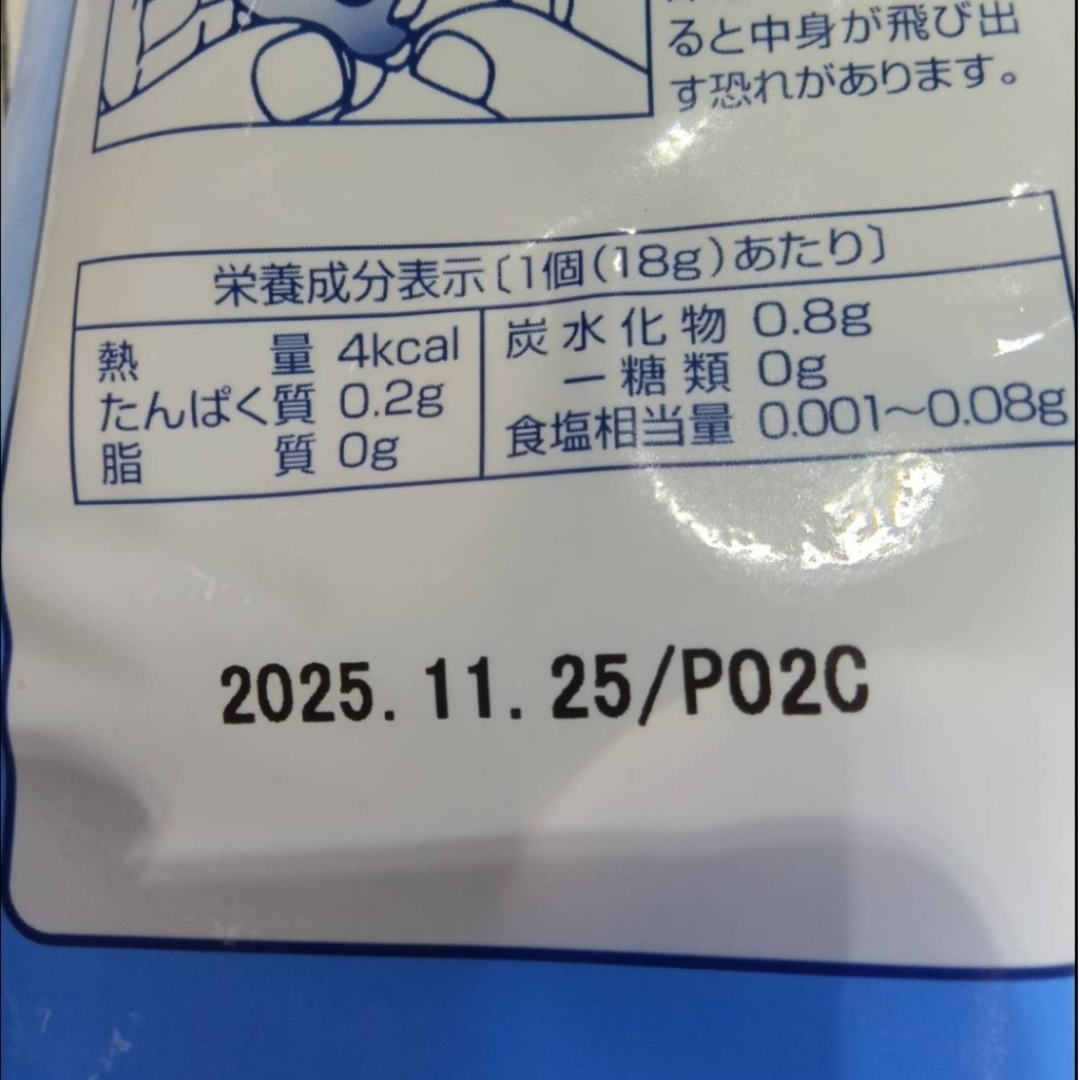 ると中身が飛び出
す恐れがあります。
栄養成分表示〔1個(18g)あたり〕
熱量 4kcal
たんぱく質 0.2g
脂質 0g
炭水化物 0.8g
ー糖類 0g
食塩相当量 0.001〜0.08g
2025.11.25/P02C